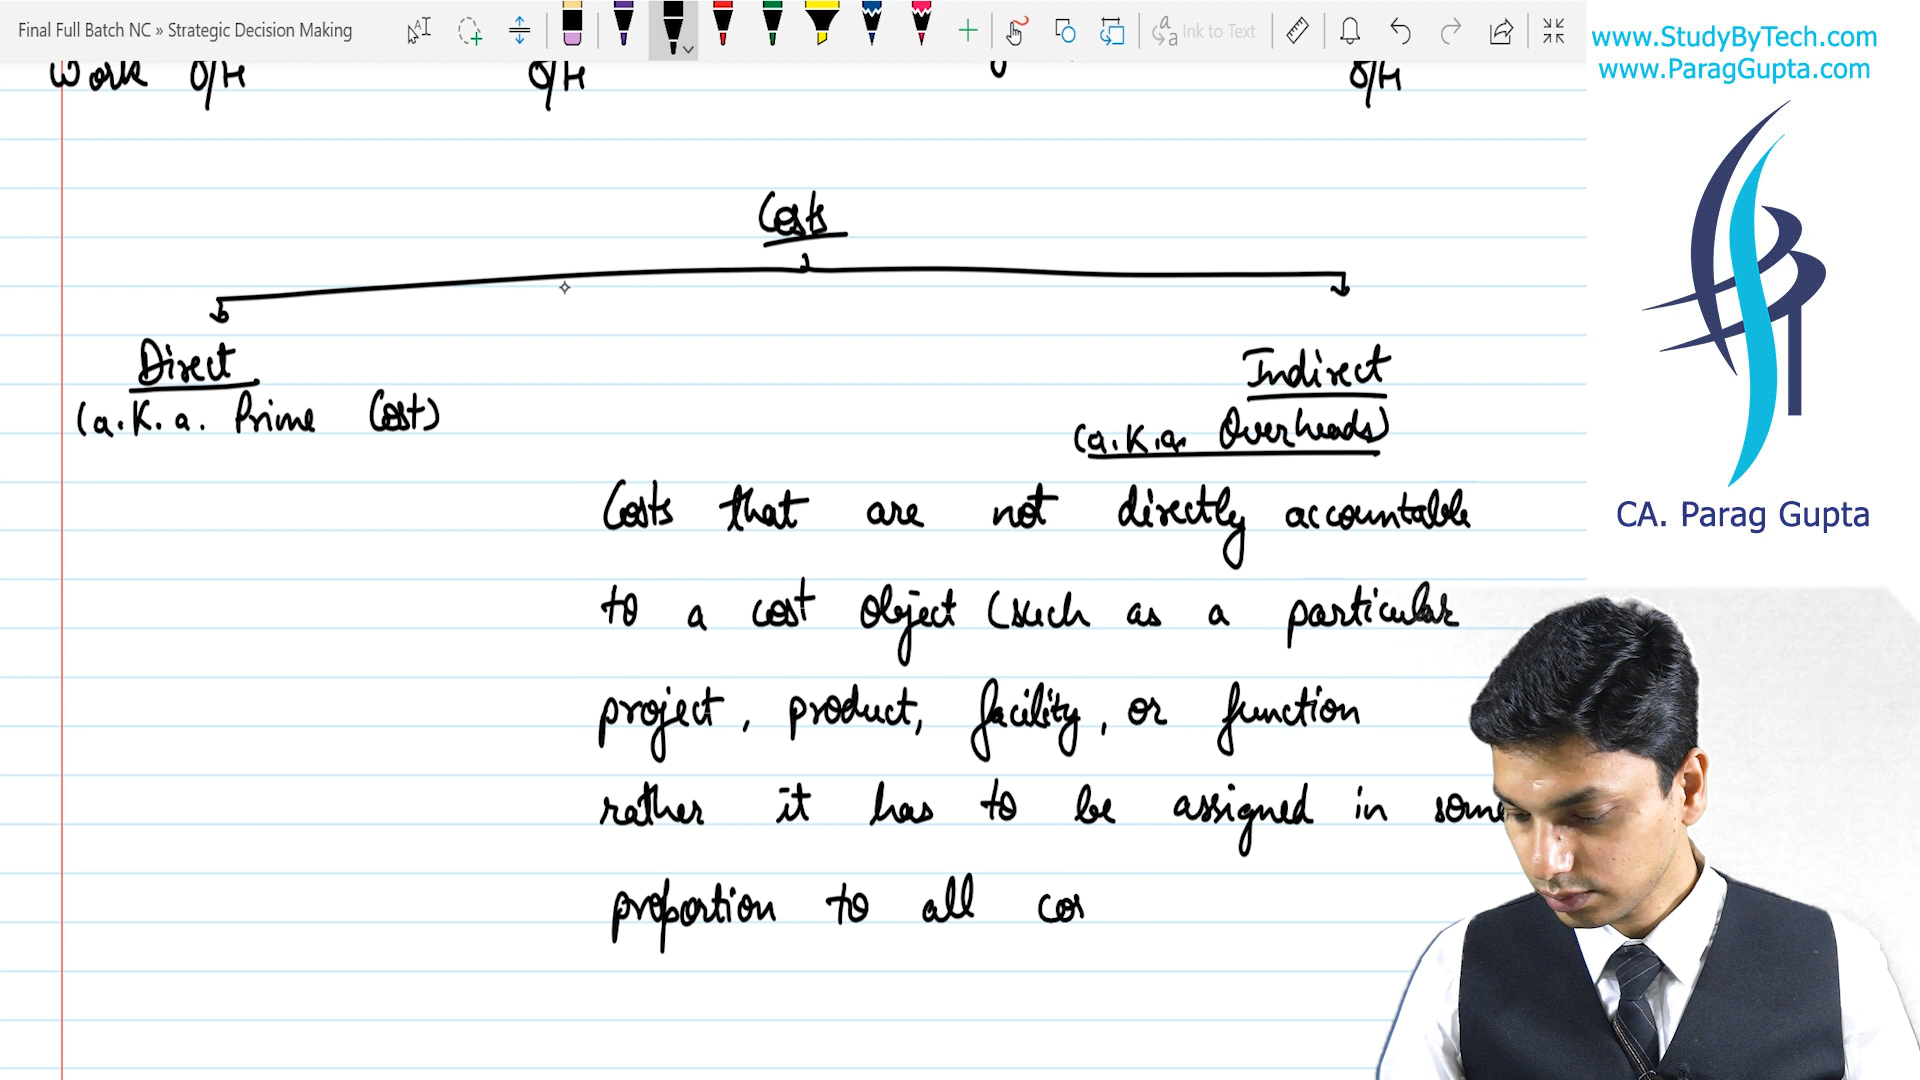 Final Full Batch NC » Strategic Decision Making
Ink to Text
www.StudyByTech.com
www.ParagGupta.com
Work O/H O/H O/H
Costs
Direct
(a.k.a. Prime Cost)
Indirect
(a.k.a. Overheads)
Costs that are not directly accountable
to a cost object (such as a particular
project, product, facility, or function
rather it has to be assigned in some
proportion to all cos
CA. Parag Gupta